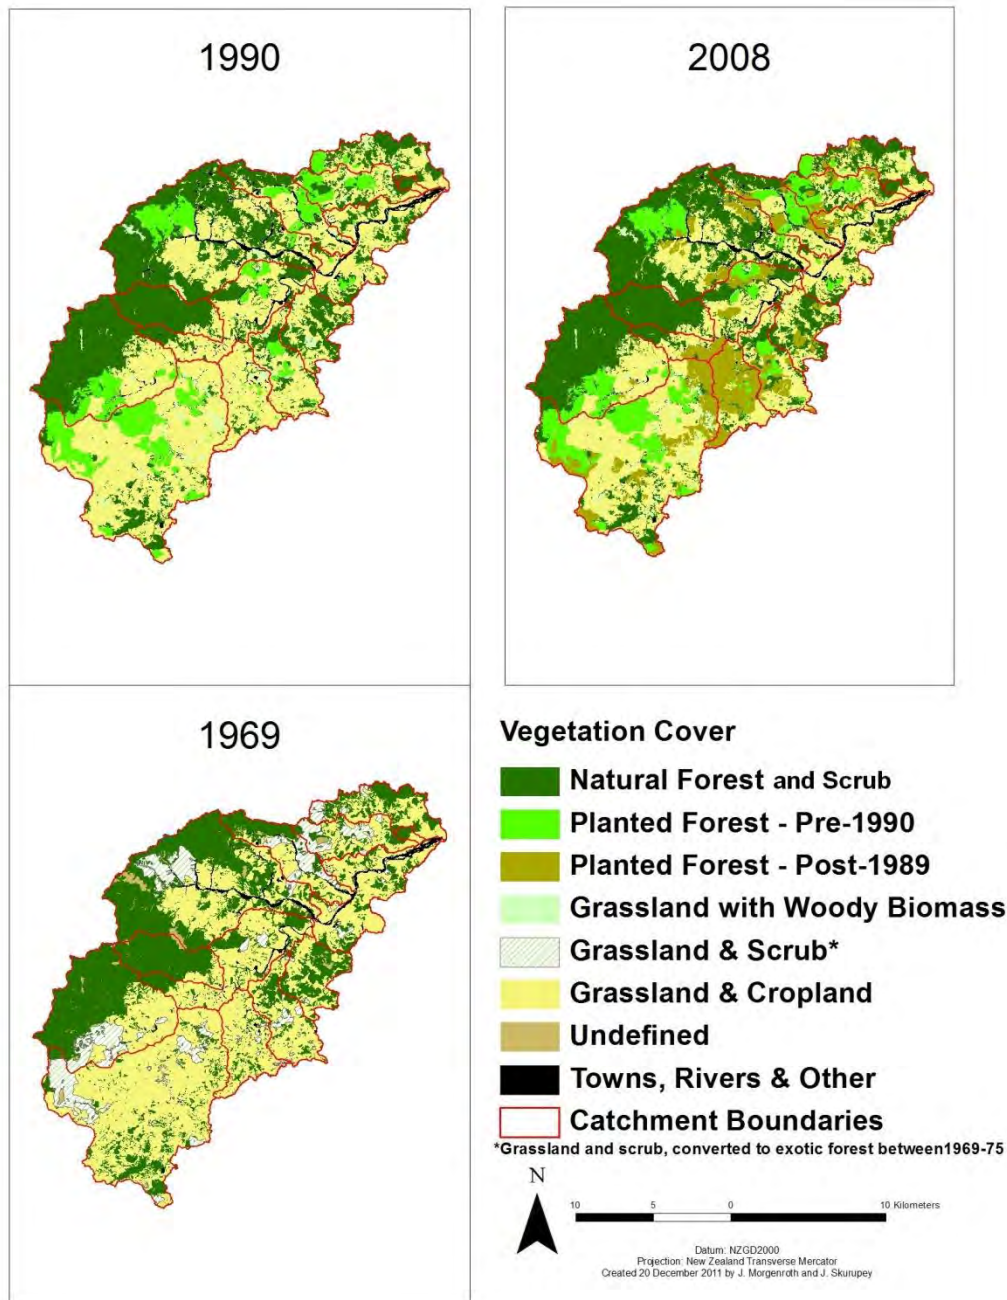 1990
2008
1969
Vegetation Cover
Natural Forest and Scrub
Planted Forest - Pre-1990
Planted Forest - Post-1989
Grassland with Woody Biomass
Grassland & Scrub*
Grassland & Cropland
Undefined
Towns, Rivers & Other
Catchment Boundaries
*Grassland and scrub, converted to exotic forest between1969-75
N
10 5 0 10 Kilometers
Datum: NZGD2000
Projection: New Zealand Transverse Mercator
Created 20 December 2011 by J. Morgenroth and J. Skurupey